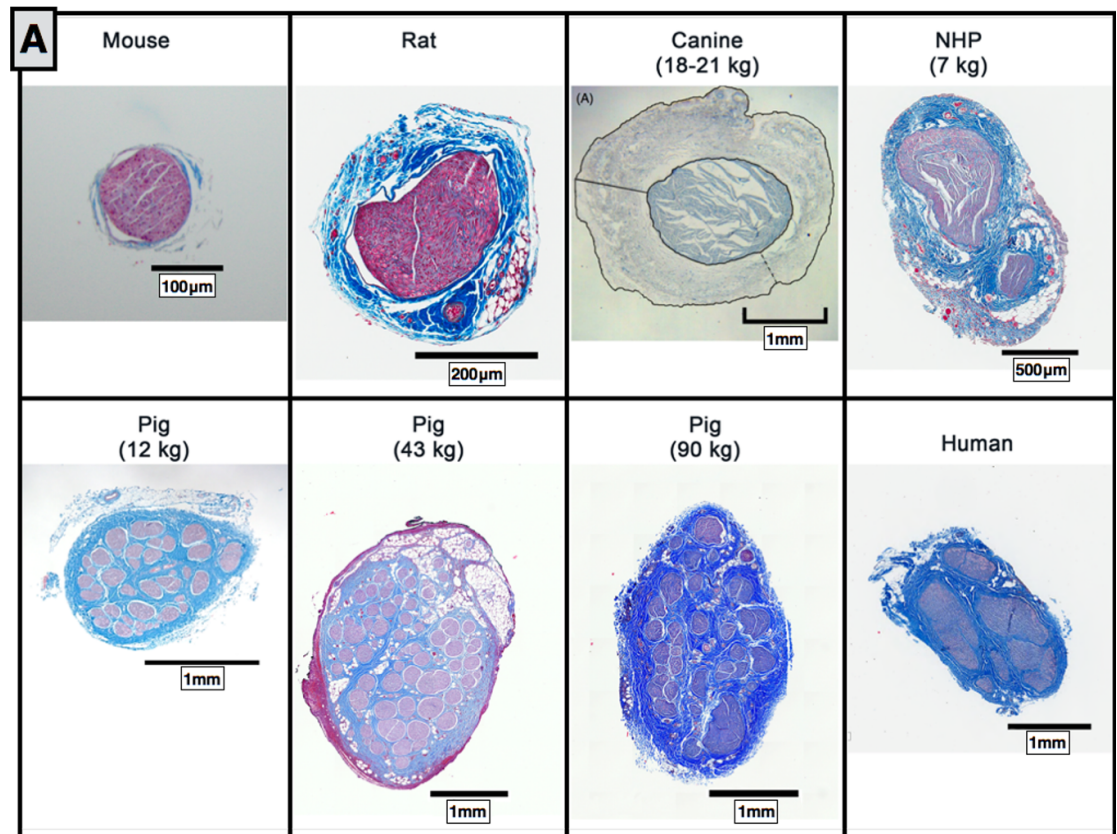 A
Mouse
Rat
Canine
(18-21 kg)
NHP
(7 kg)
100µm
200µm
(A)
1mm
500µm
Pig
(12 kg)
Pig
(43 kg)
Pig
(90 kg)
Human
1mm
1mm
1mm
1mm